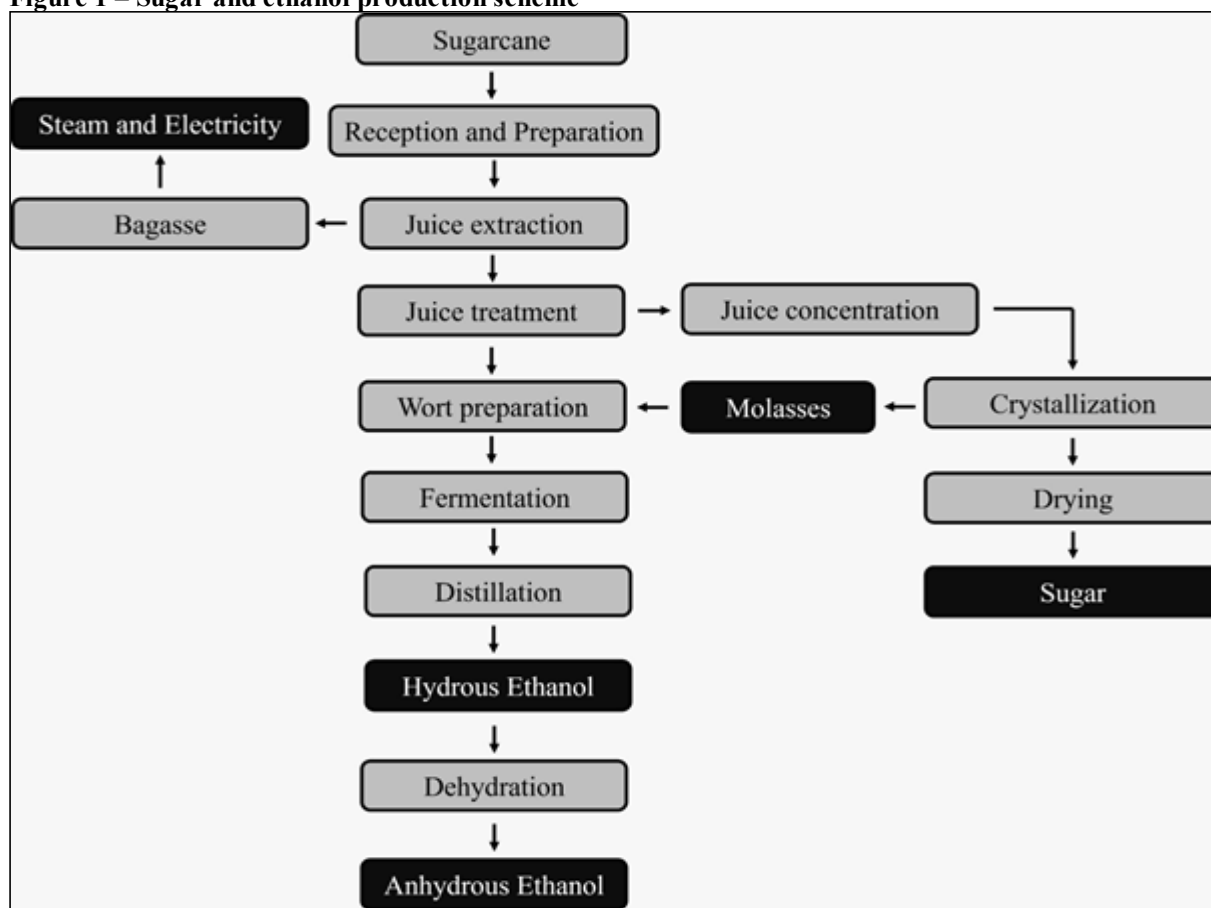 Figure 1 – Sugar and ethanol production scheme
Sugarcane
Steam and Electricity
Reception and Preparation
Bagasse
Juice extraction
Juice treatment
Juice concentration
Wort preparation
Molasses
Crystallization
Fermentation
Drying
Distillation
Sugar
Hydrous Ethanol
Dehydration
Anhydrous Ethanol